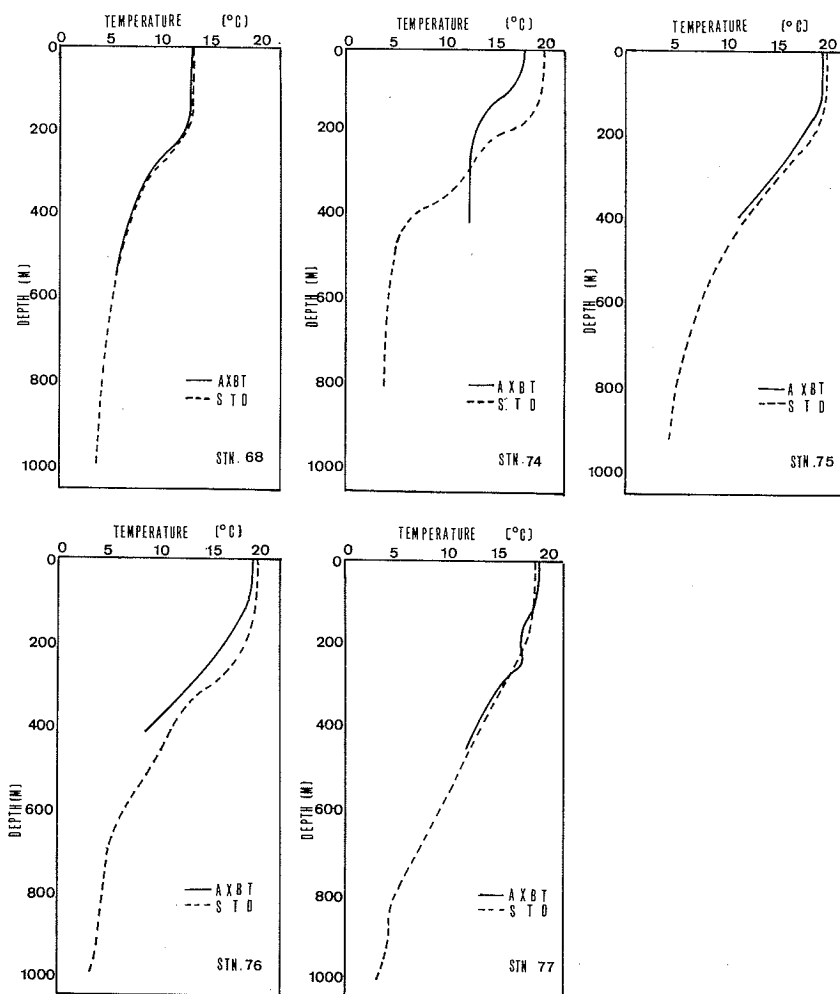 TEMPERATURE (°C)
0 5 10 15 20
0
200
400
600
800
1000
DEPTH (M)
AXBT
STD
STN. 68
TEMPERATURE (°C)
0 5 10 15 20
0
200
400
600
800
1000
DEPTH (M)
AXBT
STD
STN. 74
TEMPERATURE (°C)
5 10 15 20
0
200
400
600
800
1000
DEPTH (M)
AXBT
STD
STN. 75
TEMPERATURE (°C)
0 5 10 15 20
0
200
400
600
800
1000
DEPTH (M)
AXBT
STD
STN. 76
TEMPERATURE (°C)
0 5 10 15 20
0
200
400
600
800
1000
DEPTH (M)
AXBT
STD
STN 77